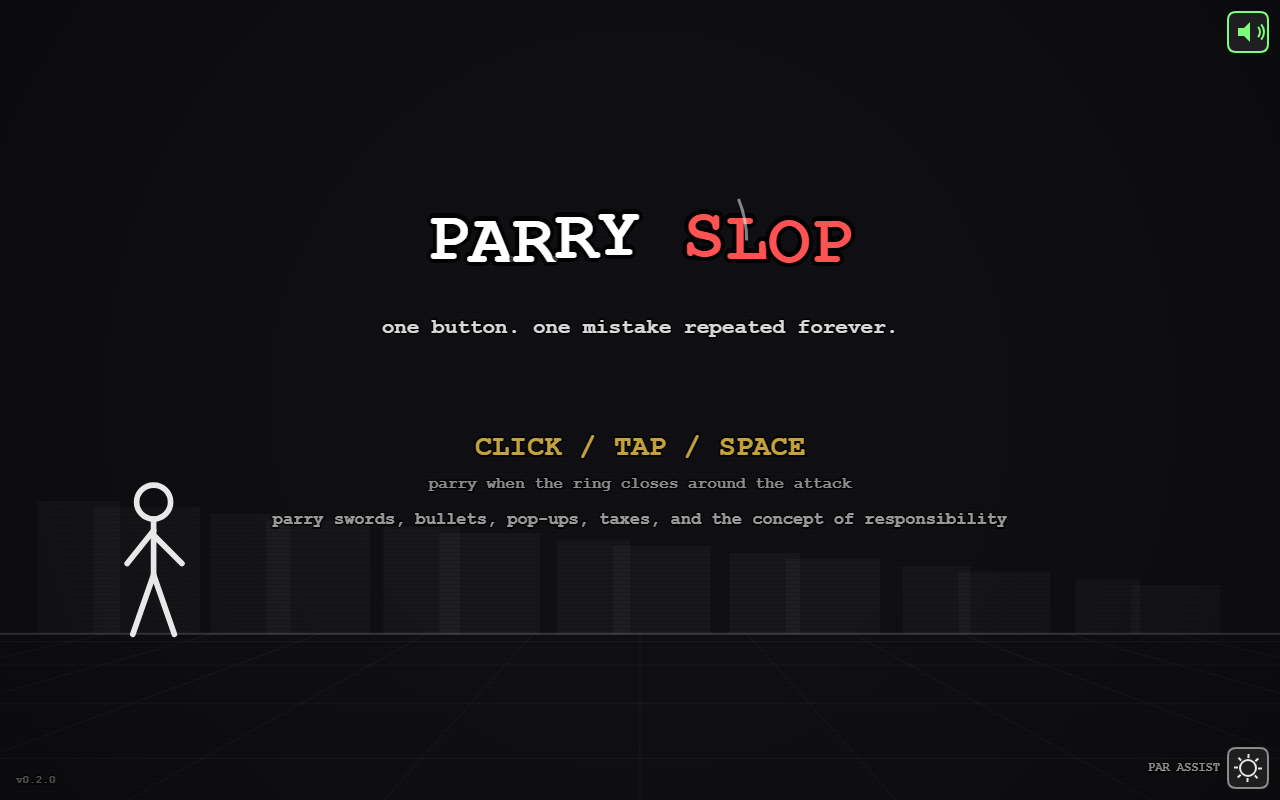 PARRY SLOP
one button. one mistake repeated forever.
CLICK / TAP / SPACE
parry when the ring closes around the attack
parry swords, bullets, pop-ups, taxes, and the concept of responsibility
PAR ASSIST
v0.2.0